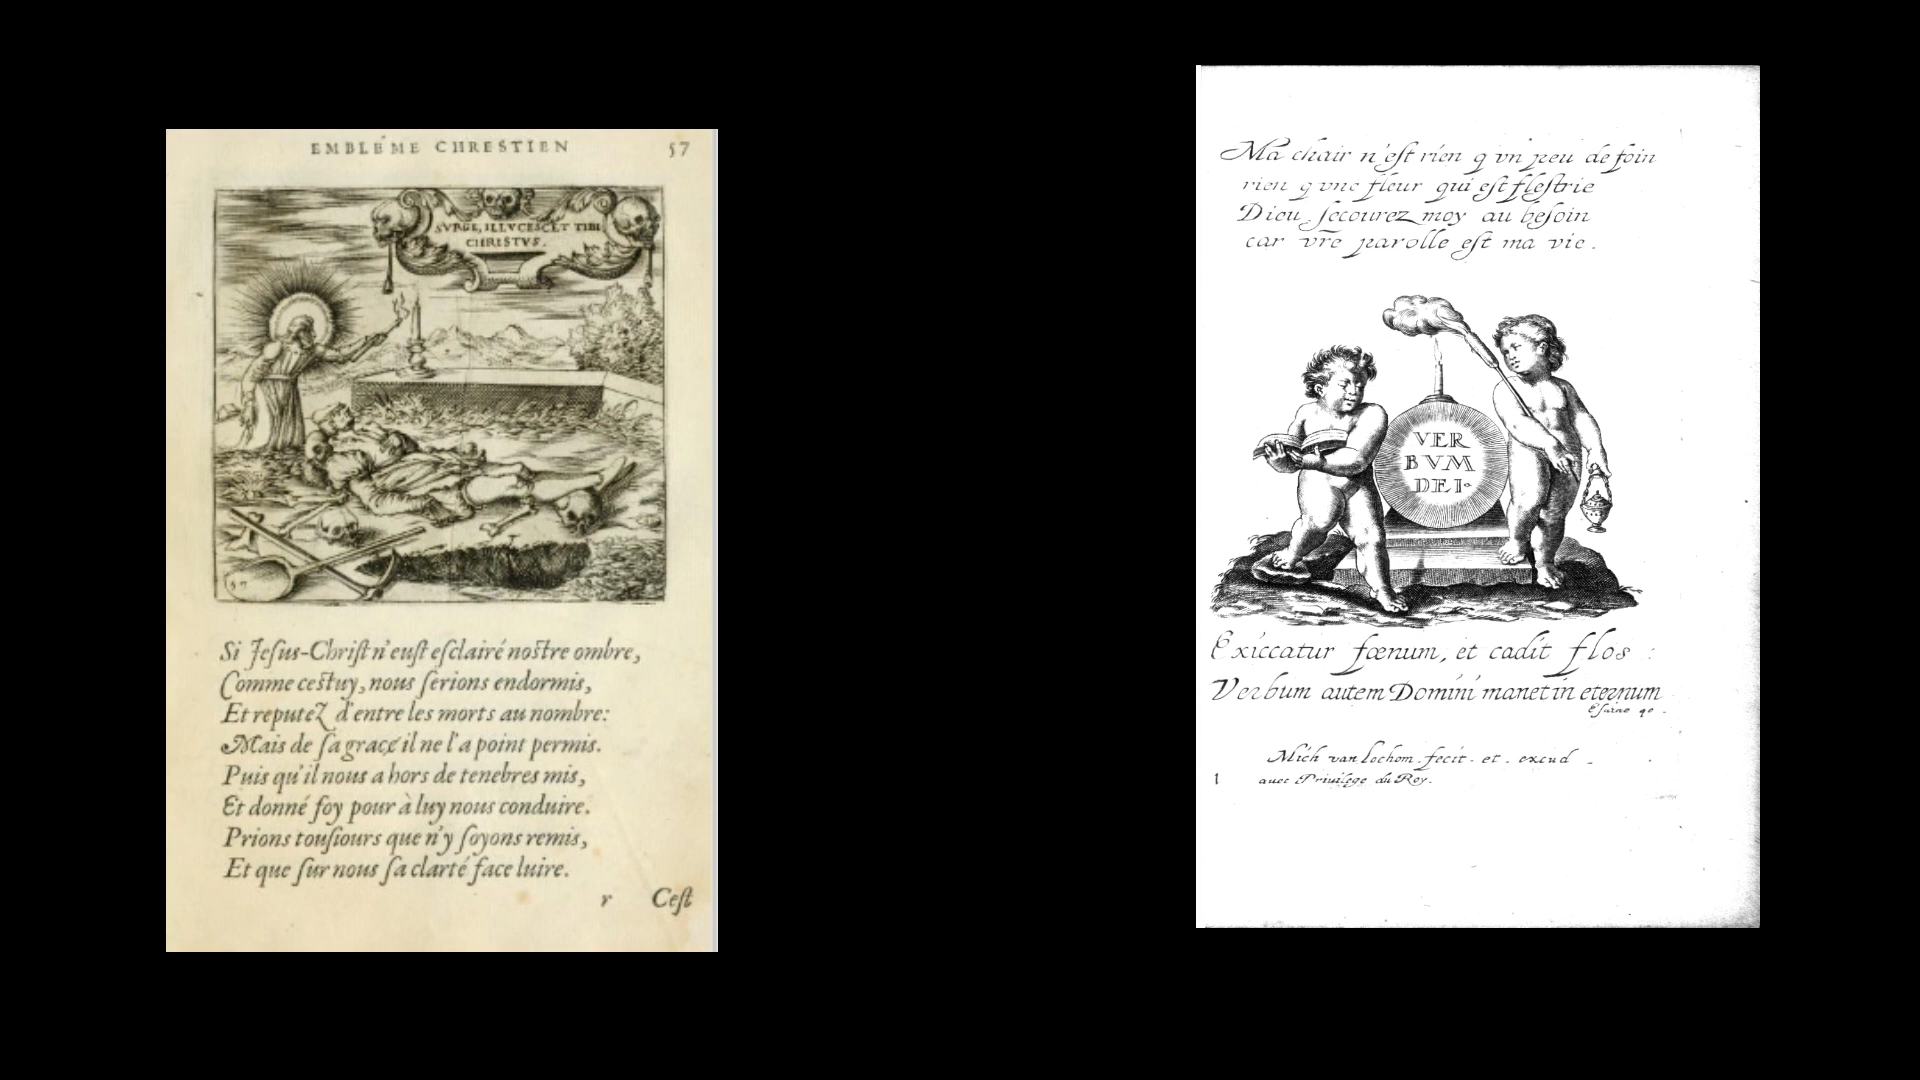 EMBLÉME CHRESTIEN 57
SVRGE, ILLVCESCET TIBI
CHRISTVS.
57
Si Jeſus-Chriſt n'euſt eſclairé noſtre ombre,
Comme ceſtuy, nous ſerions endormis,
Et reputez d'entre les morts au nombre:
Mais de ſa grace il ne l'a point permis.
Puis qu'il nous a hors de tenebres mis,
Et donné foy pour à luy nous conduire.
Prions touſiours que n'y ſoyons remis,
Et que ſur nous ſa clarté face luire.
r Ceſt
Ma chair n'eſt rien q vn peu de foin
rien q vne fleur qui eſt fleſtrie
Dieu ſecourez moy au beſoin
car vr̃e parolle eſt ma vie.
VER
BVM
DEI.
Exiccatur fœnum, et cadit flos :
Verbum autem Domini manet in eternum
Eſaiae 40.
Mich van lochom. fecit. et. excud
1 auec Priuilege du Roy.